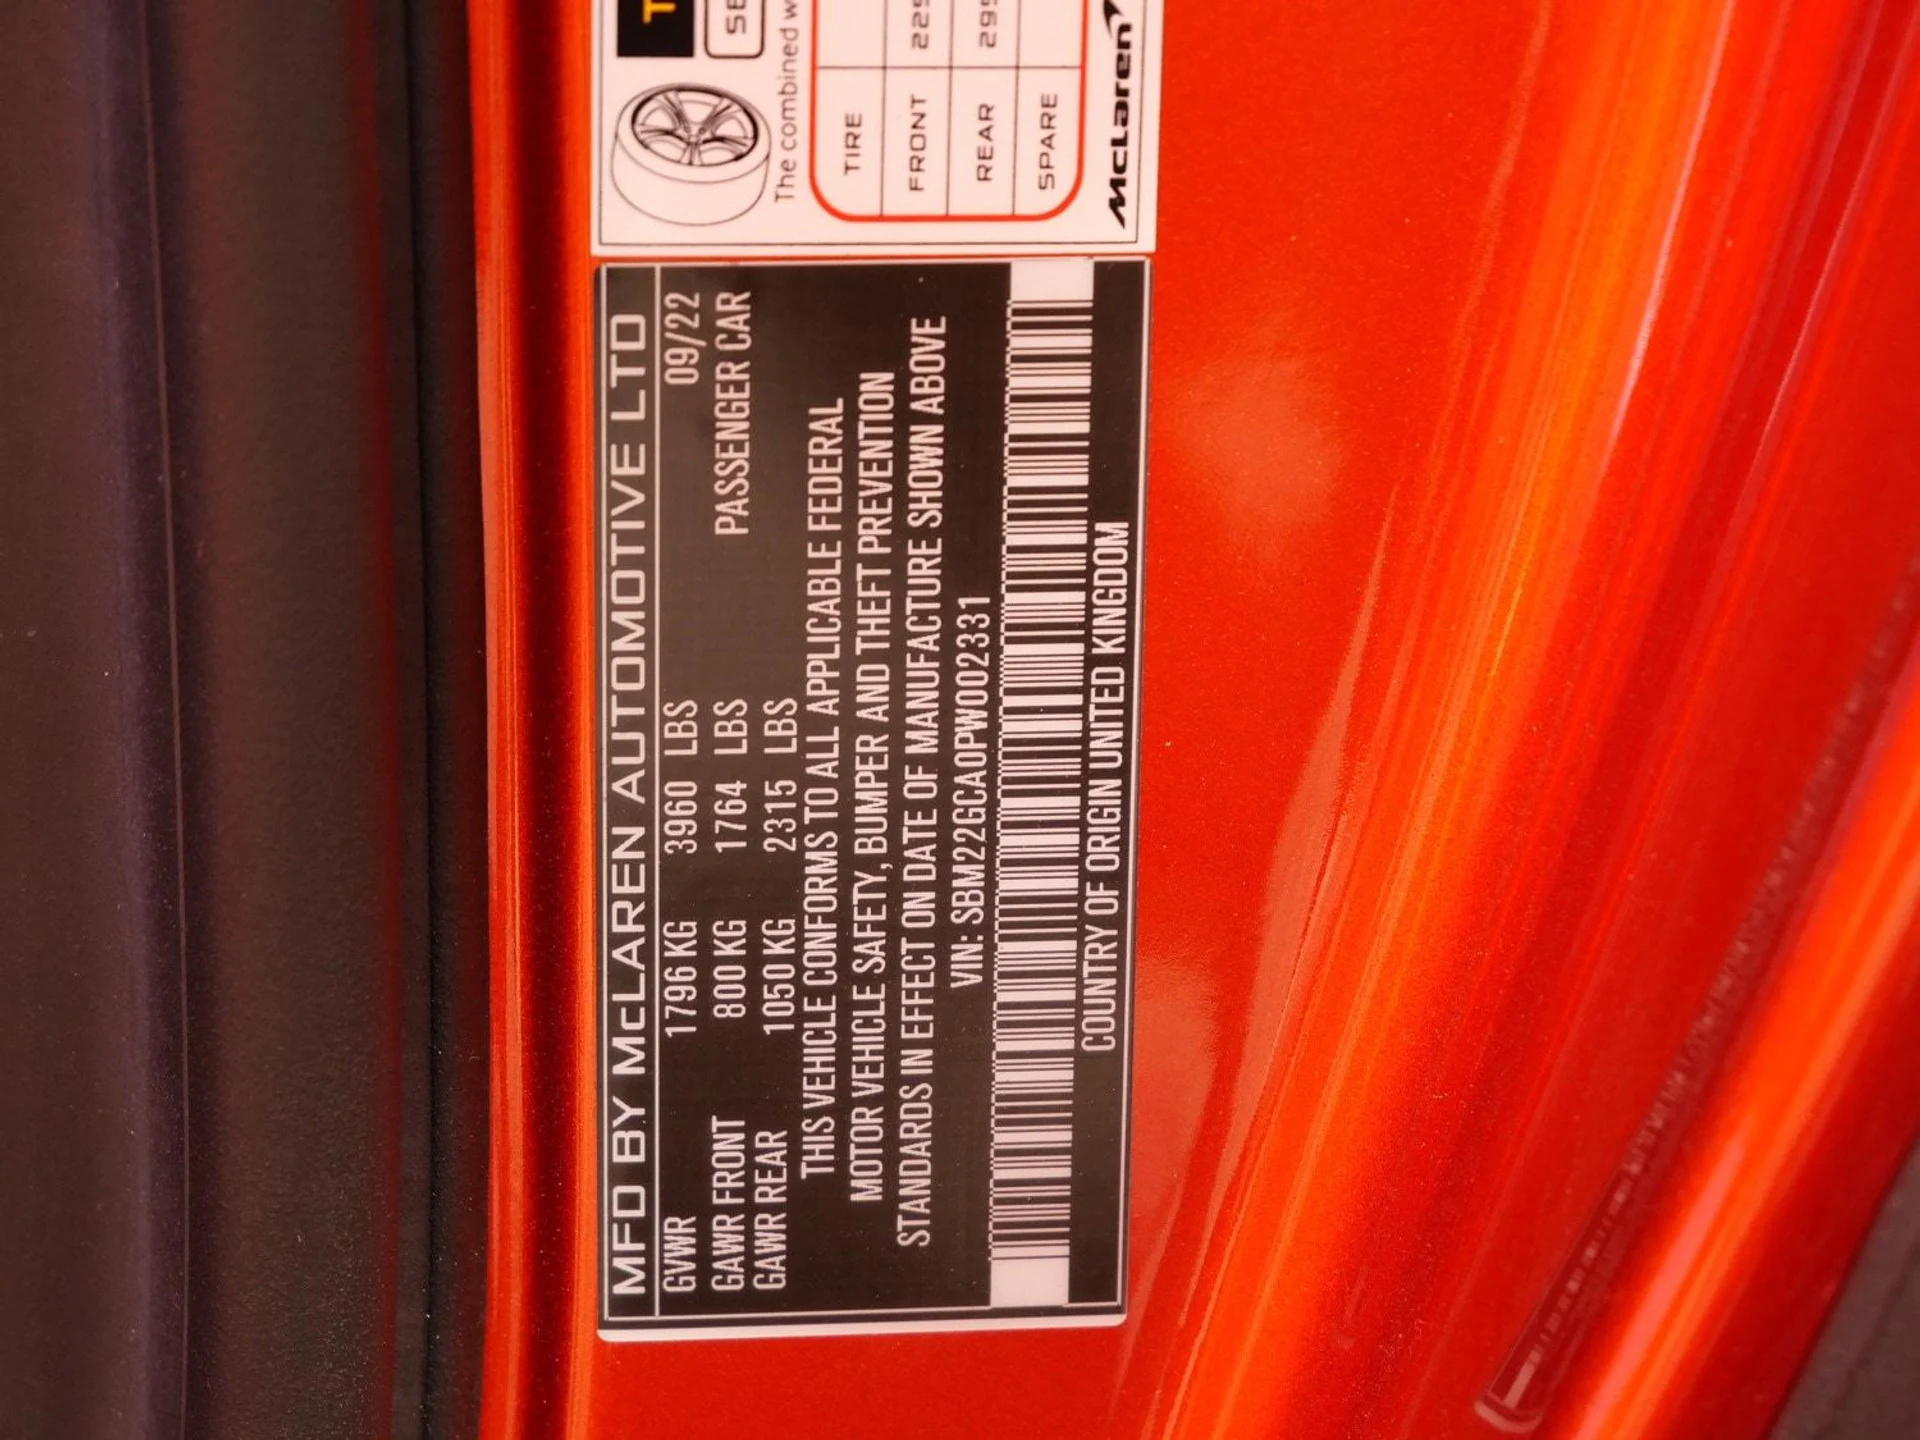 MFD BY McLAREN AUTOMOTIVE LTD
GVWR 1796 KG 3960 LBS 09/22
GAWR FRONT 800 KG 1764 LBS PASSENGER CAR
GAWR REAR 1050 KG 2315 LBS
THIS VEHICLE CONFORMS TO ALL APPLICABLE FEDERAL
MOTOR VEHICLE SAFETY, BUMPER AND THEFT PREVENTION
STANDARDS IN EFFECT ON DATE OF MANUFACTURE SHOWN ABOVE
VIN: SBM22GCA0PW002331
COUNTRY OF ORIGIN UNITED KINGDOM
The combined
TIRE
FRONT
REAR
SPARE
McLaren